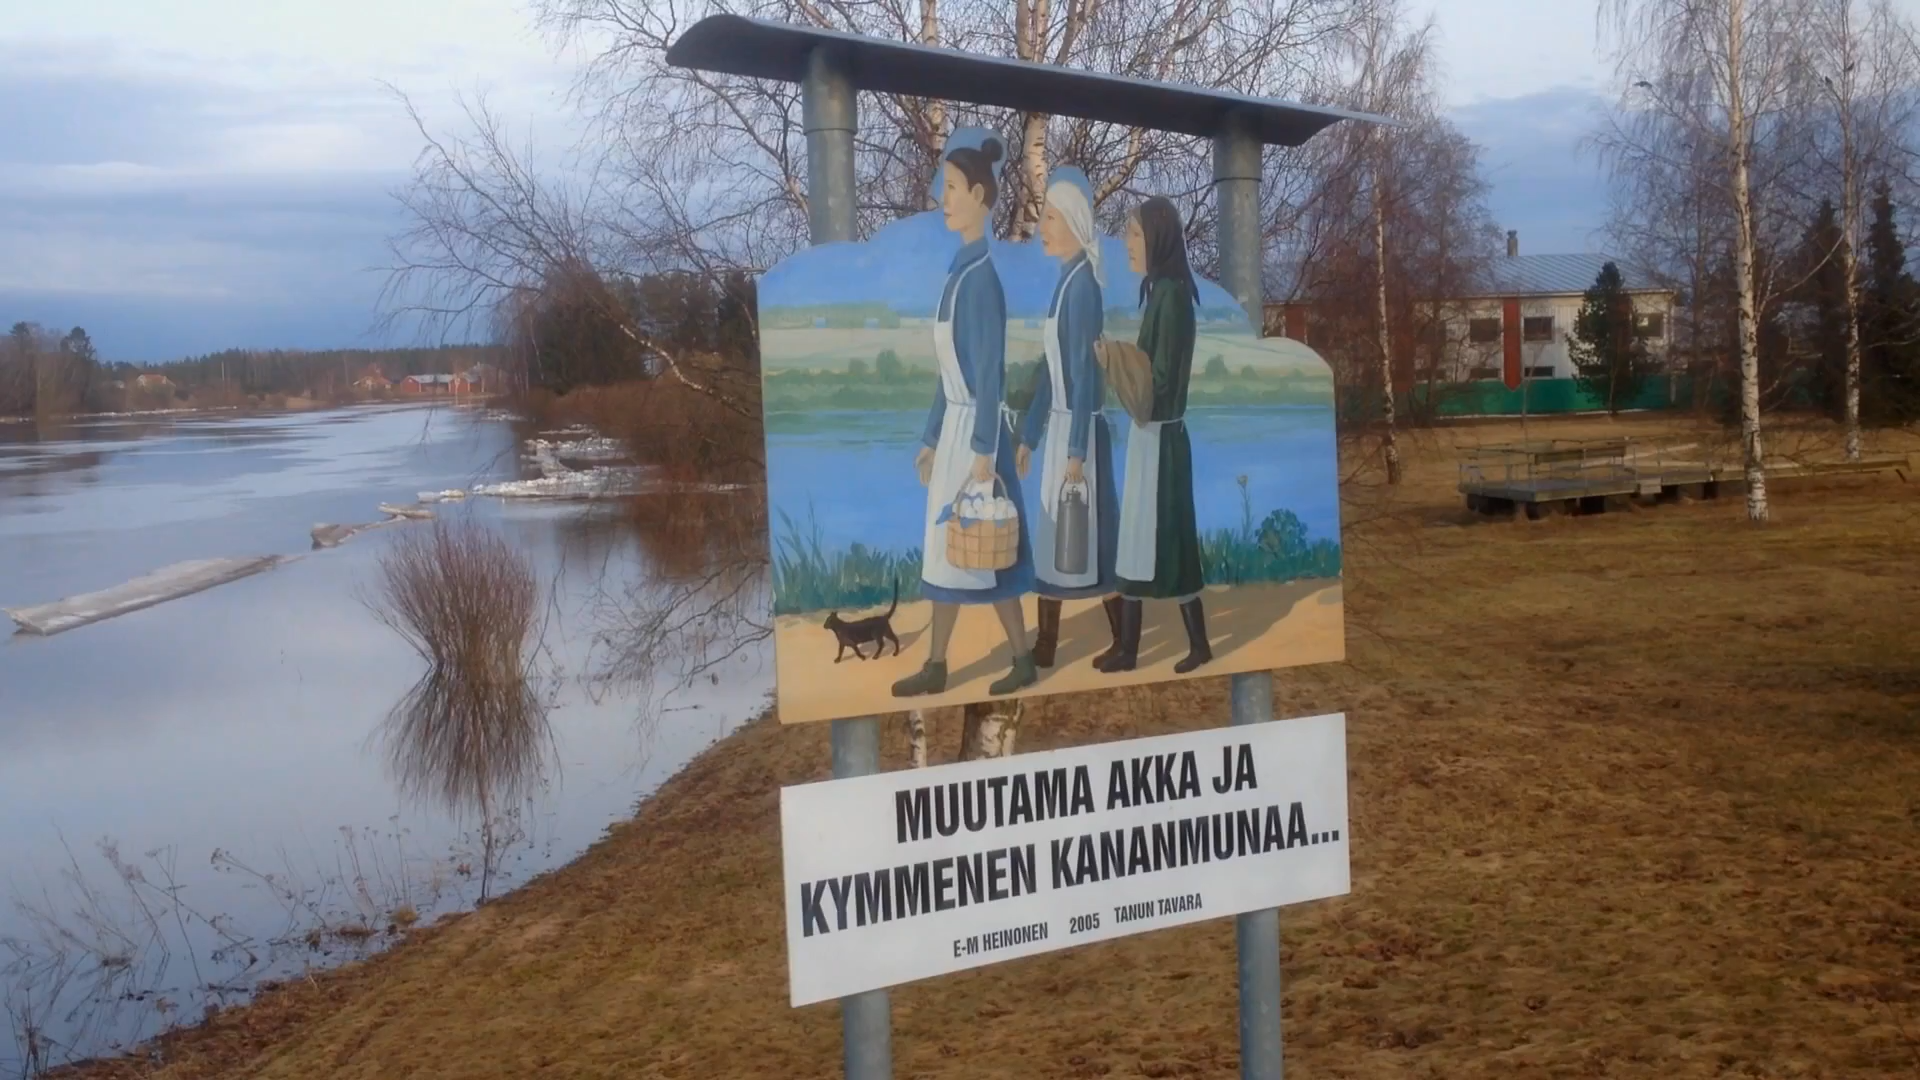 MUUTAMA AKKA JA
KYMMENEN KANANMUNAA...
E-M HEINONEN 2005 TANUN TAVARA